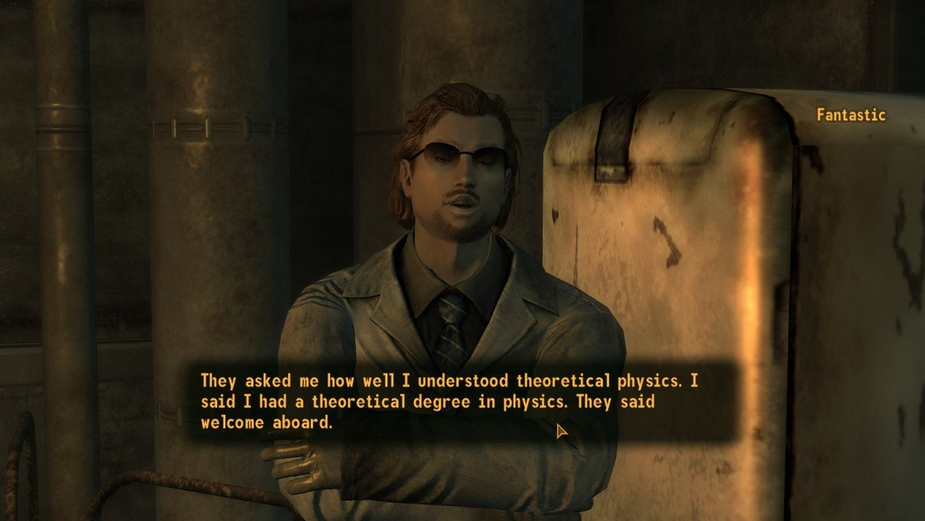 Fantastic
They asked me how well I understood theoretical physics. I
said I had a theoretical degree in physics. They said
welcome aboard.